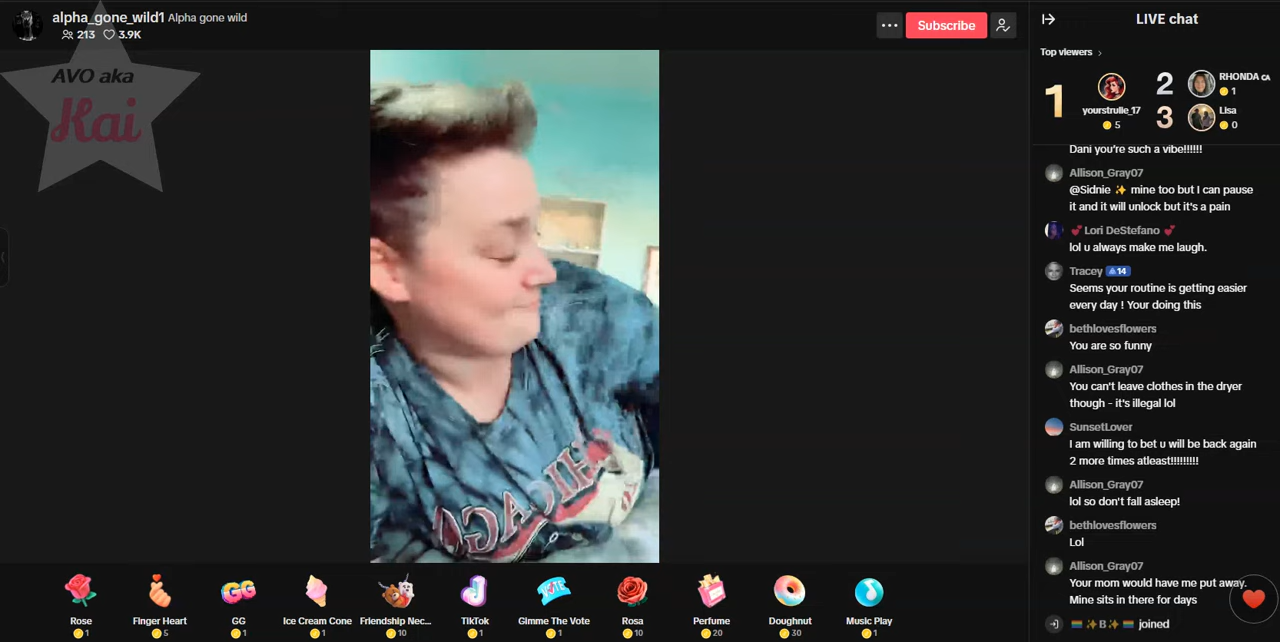 alpha_gone_wild1 Alpha gone wild
213 3.9K
AVO aka
Kai
Subscribe
LIVE chat
Top viewers
1
yourstrulle_17
5
2
RHONDA
1
3
Lisa
0
Dani you're such a vibe!!!!!!
Allison_Gray07
@Sidnie ✨ mine too but I can pause
it and it will unlock but it's a pain
💕Lori DeStefano 💕
lol u always make me laugh.
Tracey 14
Seems your routine is getting easier
every day ! Your doing this
bethlovesflowers
You are so funny
Allison_Gray07
You can't leave clothes in the dryer
though - it's illegal lol
SunsetLover
I am willing to bet u will be back again
2 more times atleast!!!!!!!!!
Allison_Gray07
lol so don't fall asleep!
bethlovesflowers
Lol
Allison_Gray07
Your mom would have me put away.
Mine sits in there for days
🏳️‍🌈✨B✨🏳️‍🌈 joined
CHICAGO
GG
VOTE
Rose
1
Finger Heart
5
GG
1
Ice Cream Cone
1
Friendship Nec...
10
TikTok
1
Gimme The Vote
1
Rosa
10
Perfume
20
Doughnut
30
Music Play
1